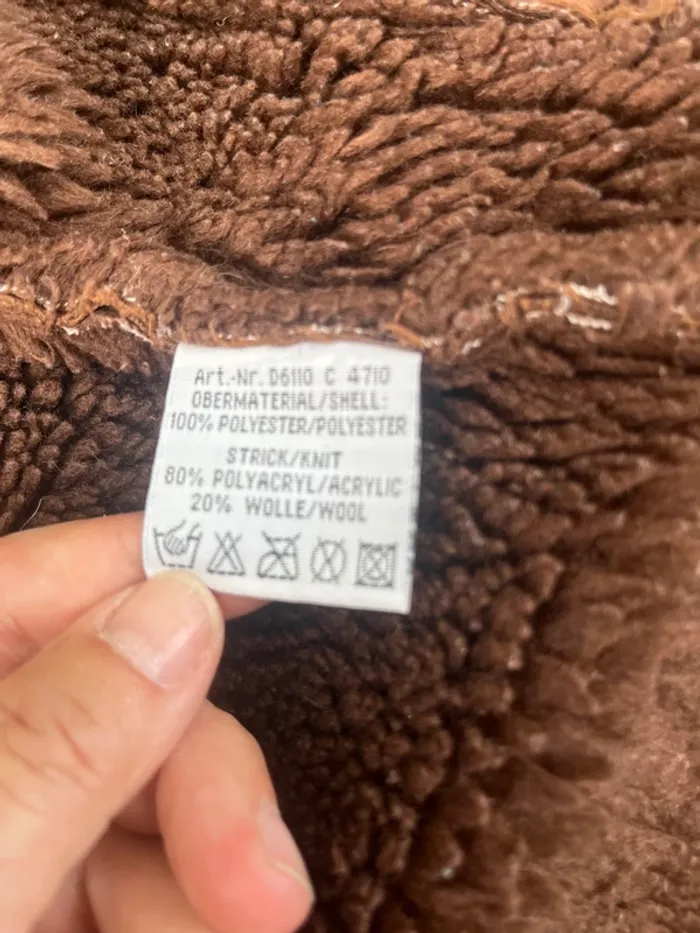 Art.-Nr. D6110 C 4710
OBERMATERIAL/SHELL:
100% POLYESTER/POLYESTER
STRICK/KNIT
80% POLYACRYL/ACRYLIC
20% WOLLE/WOOL